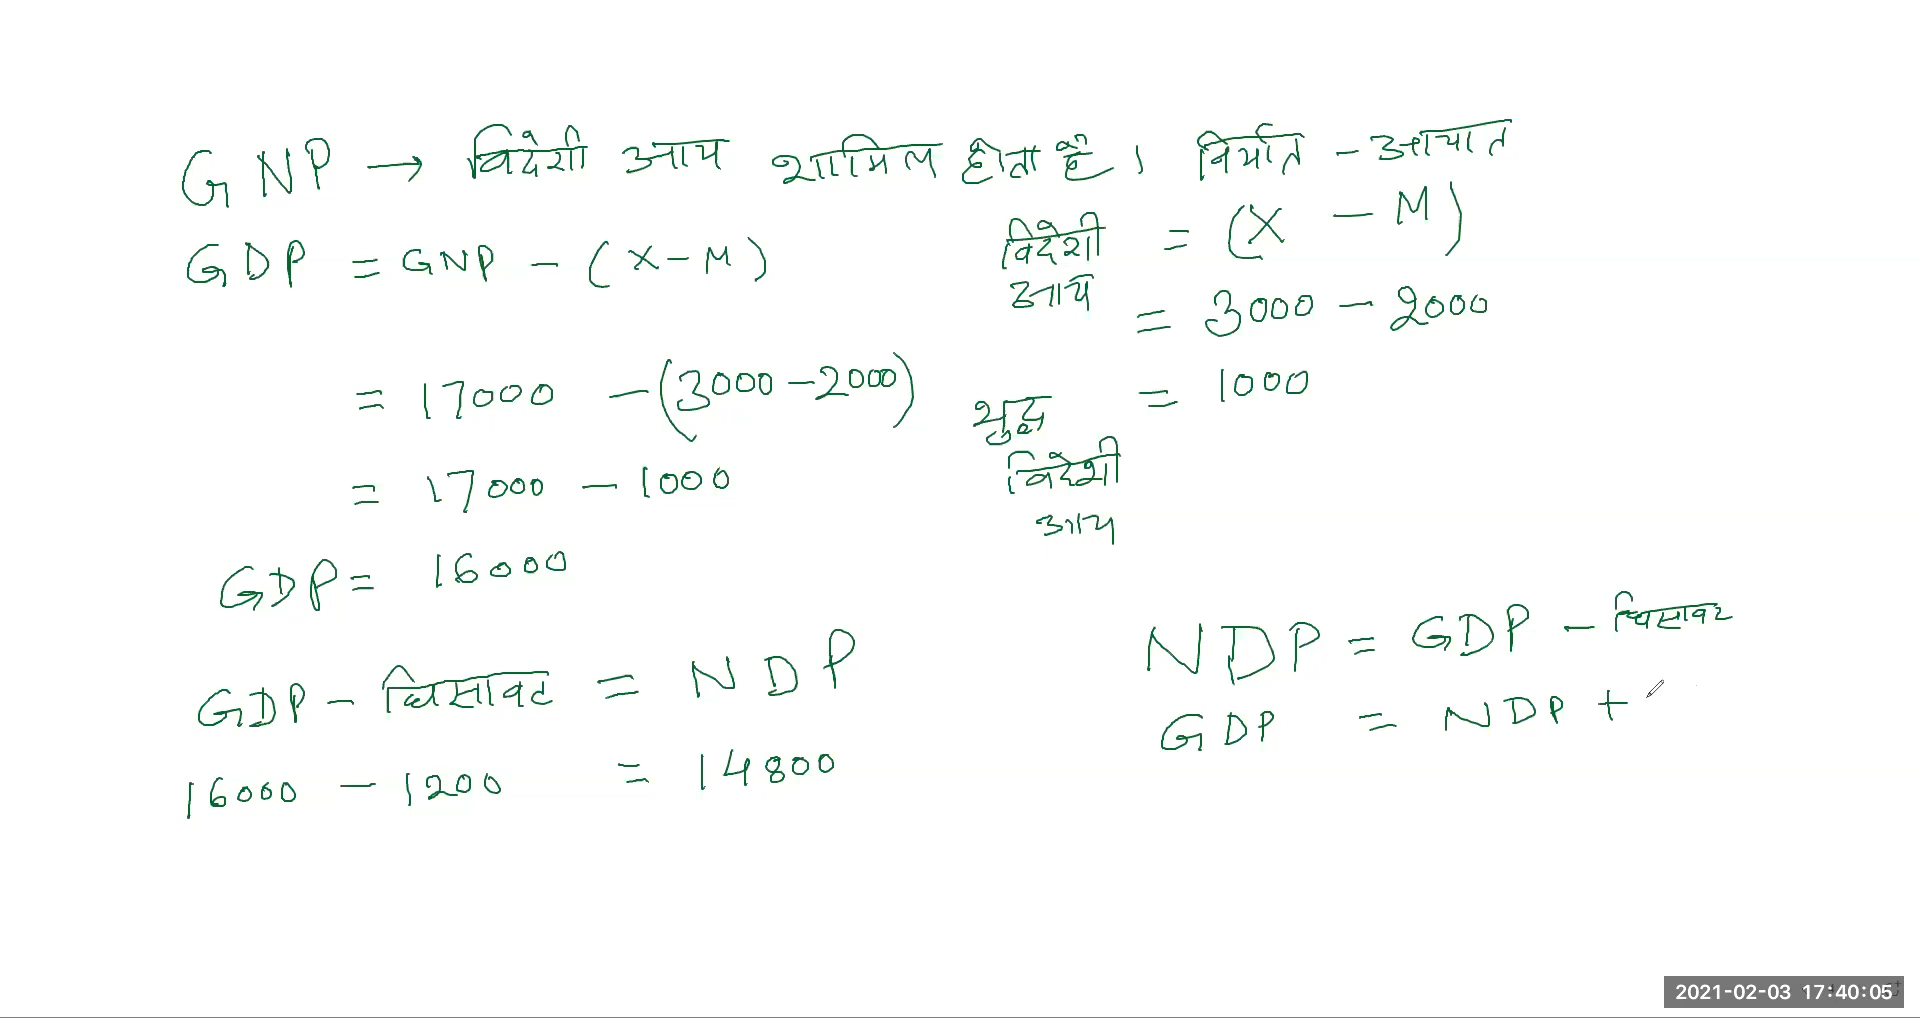 GNP → विदेशी आय शामिल होता है। निर्यात - आयात
विदेशी आय = (X - M)
GDP = GNP - (X - M)
= 3000 - 2000
= 17000 - (3000 - 2000)
शुद्ध विदेशी आय = 1000
= 17000 - 1000
GDP = 16000
NDP = GDP - घिसावट
GDP - घिसावट = NDP
GDP = NDP +
16000 - 1200 = 14800
2021-02-03 17:40:05